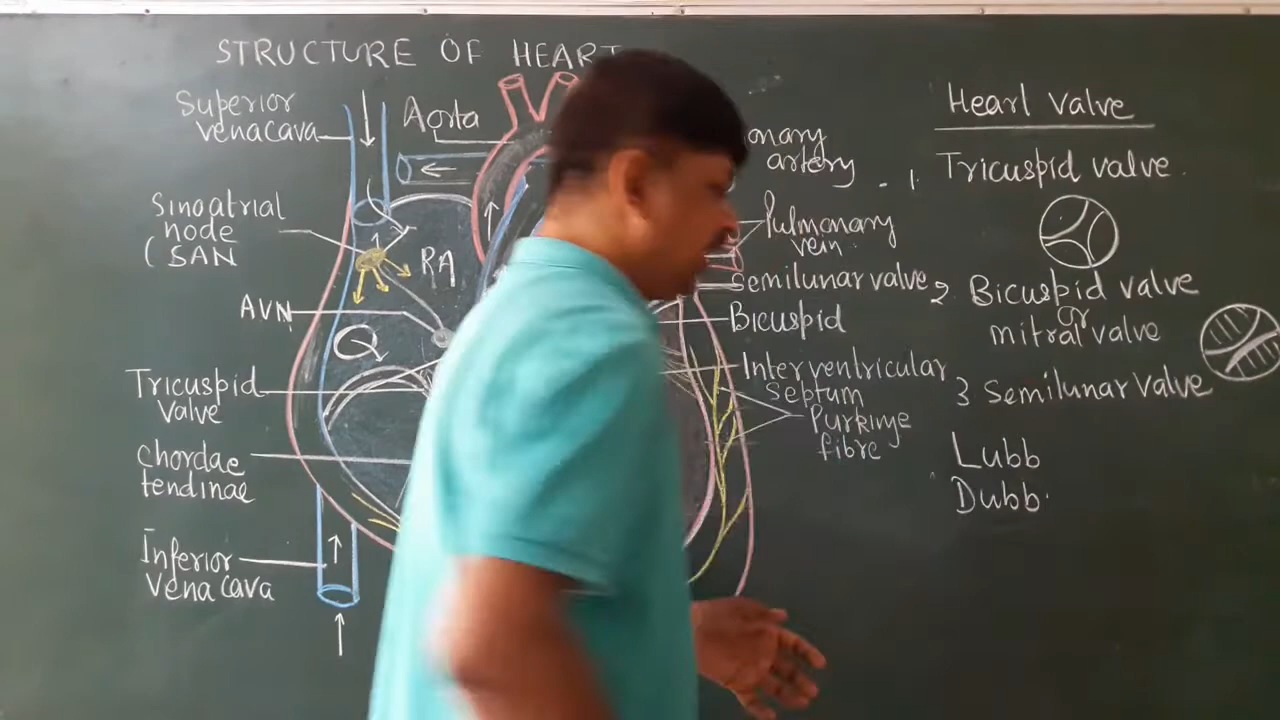 STRUCTURE OF HEART
Superior
venacava
Aorta
Sinoatrial
node
(SAN
RA
AVN
Tricuspid
valve
chordae
tendinae
Inferior
vena cava
onary
artery
Pulmonary
vein.
Semilunar valve
Bicuspid
Interventricular
Septum
Purkinje
fibre
Heart valve
1. Tricuspid valve.
2. Bicuspid valve
or
mitral valve
3 Semilunar valve
Lubb
Dubb.